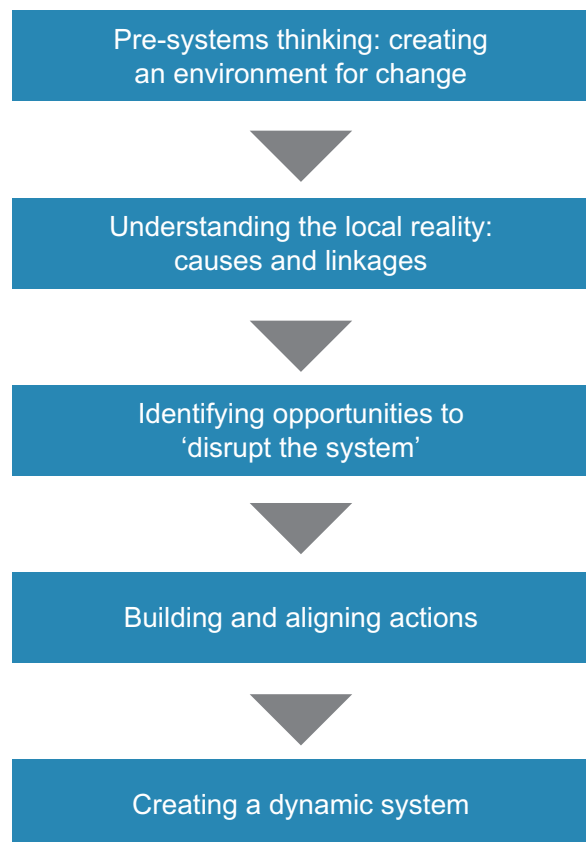 Pre-systems thinking: creating
an environment for change
Understanding the local reality:
causes and linkages
Identifying opportunities to
‘disrupt the system’
Building and aligning actions
Creating a dynamic system